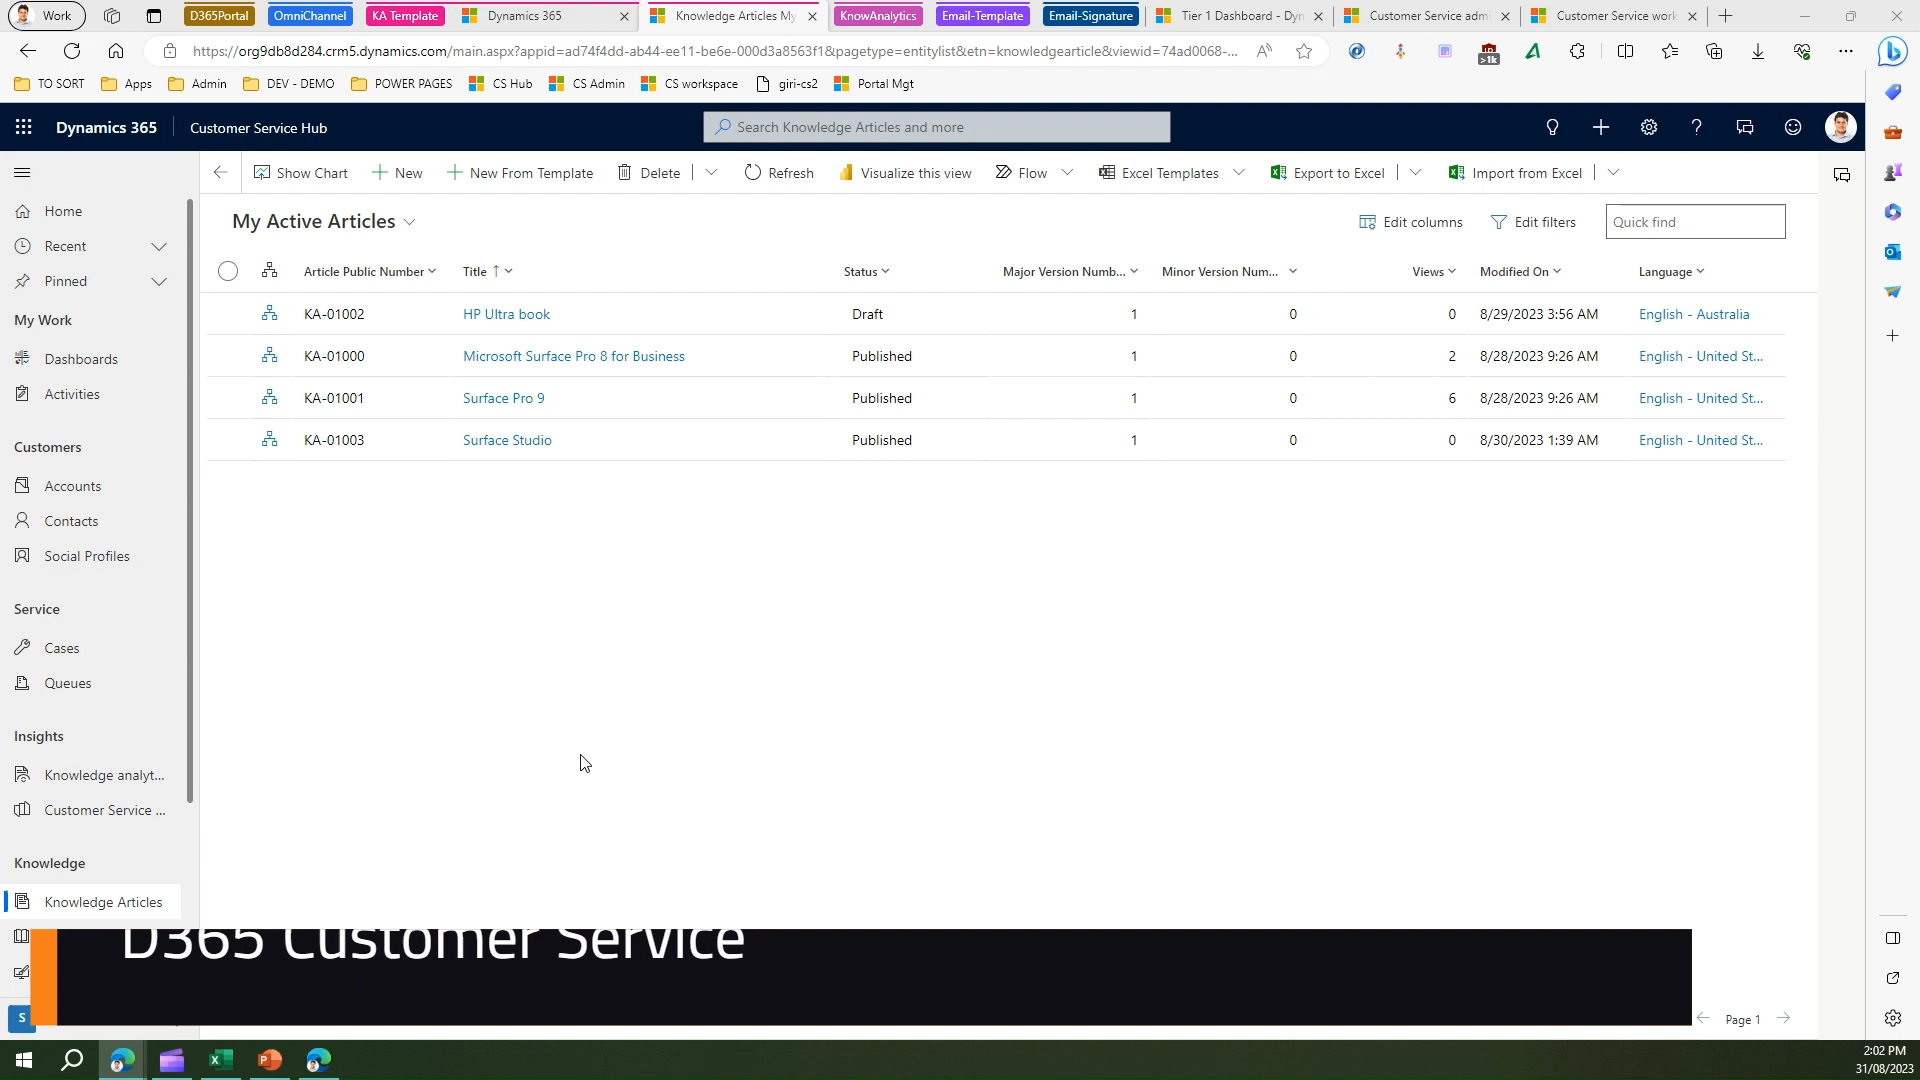 Work D365Portal OmniChannel KA Template Dynamics 365 Knowledge Articles My KnowAnalytics Email-Template Email-Signature Tier 1 Dashboard - Dyn Customer Service adm Customer Service work
https://org9db8d284.crm5.dynamics.com/main.aspx?appid=ad74f4dd-ab44-ee11-be6e-000d3a8563f1&pagetype=entitylist&etn=knowledgearticle&viewid=74ad0068-... >1k
TO SORT Apps Admin DEV - DEMO POWER PAGES CS Hub CS Admin CS workspace giri-cs2 Portal Mgt
Dynamics 365 Customer Service Hub Search Knowledge Articles and more
Show Chart New New From Template Delete Refresh Visualize this view Flow Excel Templates Export to Excel Import from Excel
Home
Recent
Pinned
My Work
Dashboards
Activities
Customers
Accounts
Contacts
Social Profiles
Service
Cases
Queues
Insights
Knowledge analyt...
Customer Service ...
Knowledge
Knowledge Articles
S
My Active Articles Edit columns Edit filters Quick find
Article Public Number Title ↑ Status Major Version Numb... Minor Version Num... Views Modified On Language
KA-01002 HP Ultra book Draft 1 0 0 8/29/2023 3:56 AM English - Australia
KA-01000 Microsoft Surface Pro 8 for Business Published 1 0 2 8/28/2023 9:26 AM English - United St...
KA-01001 Surface Pro 9 Published 1 0 6 8/28/2023 9:26 AM English - United St...
KA-01003 Surface Studio Published 1 0 0 8/30/2023 1:39 AM English - United St...
D365 Customer Service
Page 1
2:02 PM
31/08/2023